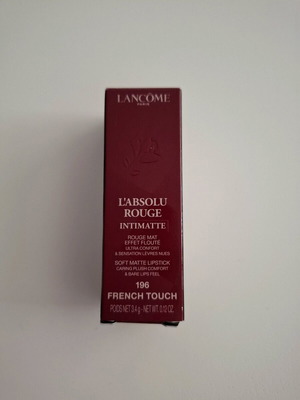 LANCÔME
PARIS
L'ABSOLU
ROUGE
INTIMATTE
ROUGE MAT
EFFET FLOUTÉ
ULTRA CONFORT
& SENSATION LÈVRES NUES
SOFT MATTE LIPSTICK
CARING PLUSH COMFORT
& BARE LIPS FEEL
196
FRENCH TOUCH
POIDS NET 3.4 g - NET WT. 0.12 OZ.